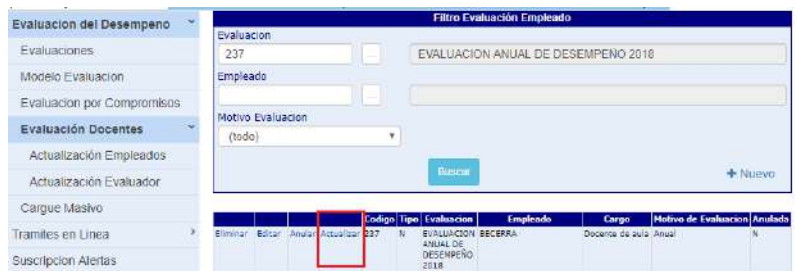 Evaluacion del Desempeno
Evaluaciones
Modelo Evaluacion
Evaluacion por Compromisos
Evaluación Docentes
Actualización Empleados
Actualización Evaluador
Cargue Masivo
Tramites en Linea
Suscripcion Alertas
Filtro Evaluación Empleado
Evaluacion
237
...
EVALUACION ANUAL DE DESEMPEÑO 2018
Empleado
...
Motivo Evaluacion
(todo)
Buscar
+ Nuevo
Codigo Tipo Evaluacion Empleado Cargo Motivo de Evaluacion Anulada
Eliminar Editar Anular Actualizar 237 N EVALUACION BECERRA Docente de aula Anual N
ANUAL DE
DESEMPEÑO
2018